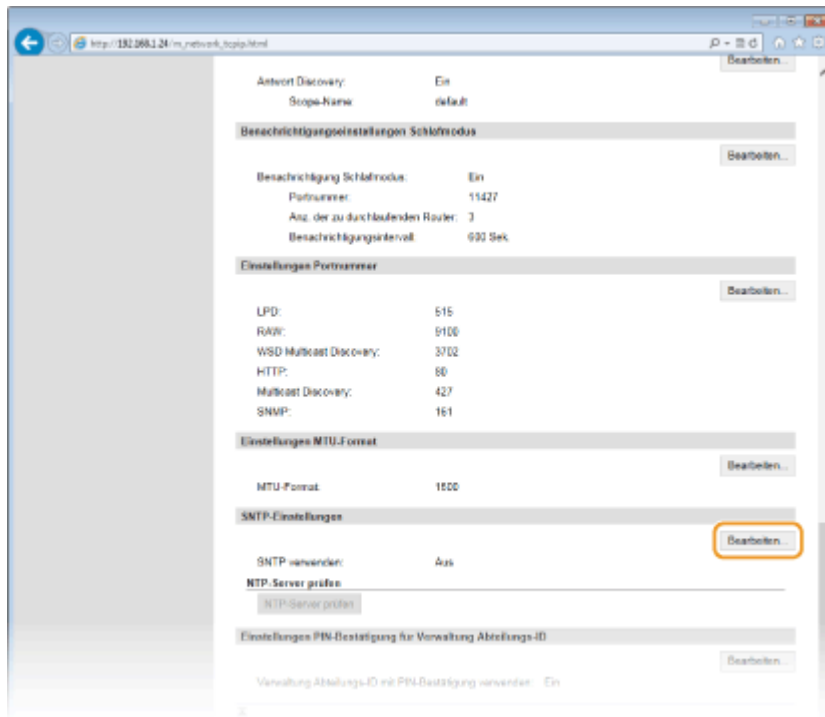 http://192.168.1.24/m_network_tcpip.html
Bearbeiten...
Antwort Discovery: Ein
Scope-Name: default
Benachrichtigungseinstellungen Schlafmodus
Bearbeiten...
Benachrichtigung Schlafmodus: Ein
Portnummer: 11427
Anz. der zu durchlaufenden Router: 3
Benachrichtigungsintervall: 600 Sek.
Einstellungen Portnummer
Bearbeiten...
LPD: 515
RAW: 9100
WSD Multicast Discovery: 3702
HTTP: 80
Multicast Discovery: 427
SNMP: 161
Einstellungen MTU-Format
Bearbeiten...
MTU-Format: 1500
SNTP-Einstellungen
Bearbeiten...
SNTP verwenden: Aus
NTP-Server prüfen
NTP-Server prüfen
Einstellungen PIN-Bestätigung für Verwaltung Abteilungs-ID
Bearbeiten...
Verwaltung Abteilungs-ID mit PIN-Bestätigung verwenden: Ein